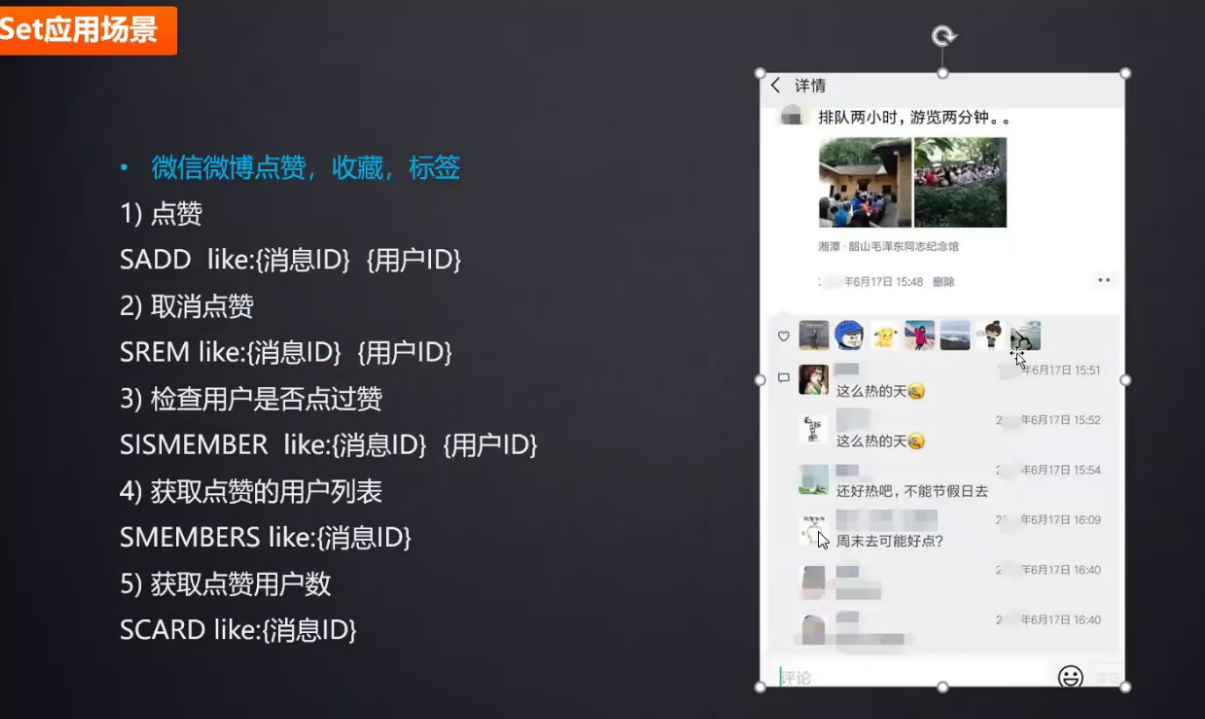 Set应用场景
• 微信微博点赞，收藏，标签
1) 点赞
SADD like:{消息ID} {用户ID}
2) 取消点赞
SREM like:{消息ID} {用户ID}
3) 检查用户是否点过赞
SISMEMBER like:{消息ID} {用户ID}
4) 获取点赞的用户列表
SMEMBERS like:{消息ID}
5) 获取点赞用户数
SCARD like:{消息ID}
详情
排队两小时，游览两分钟。。
湘潭 · 韶山毛泽东同志纪念馆
年6月17日 15:48 删除
年6月17日 15:51
这么热的天
2 年6月17日 15:52
这么热的天
2 年6月17日 15:54
还好热吧，不能节假日去
2 年6月17日 16:09
周末去可能好点?
2 年6月17日 16:40
2 年6月17日 16:40
评论